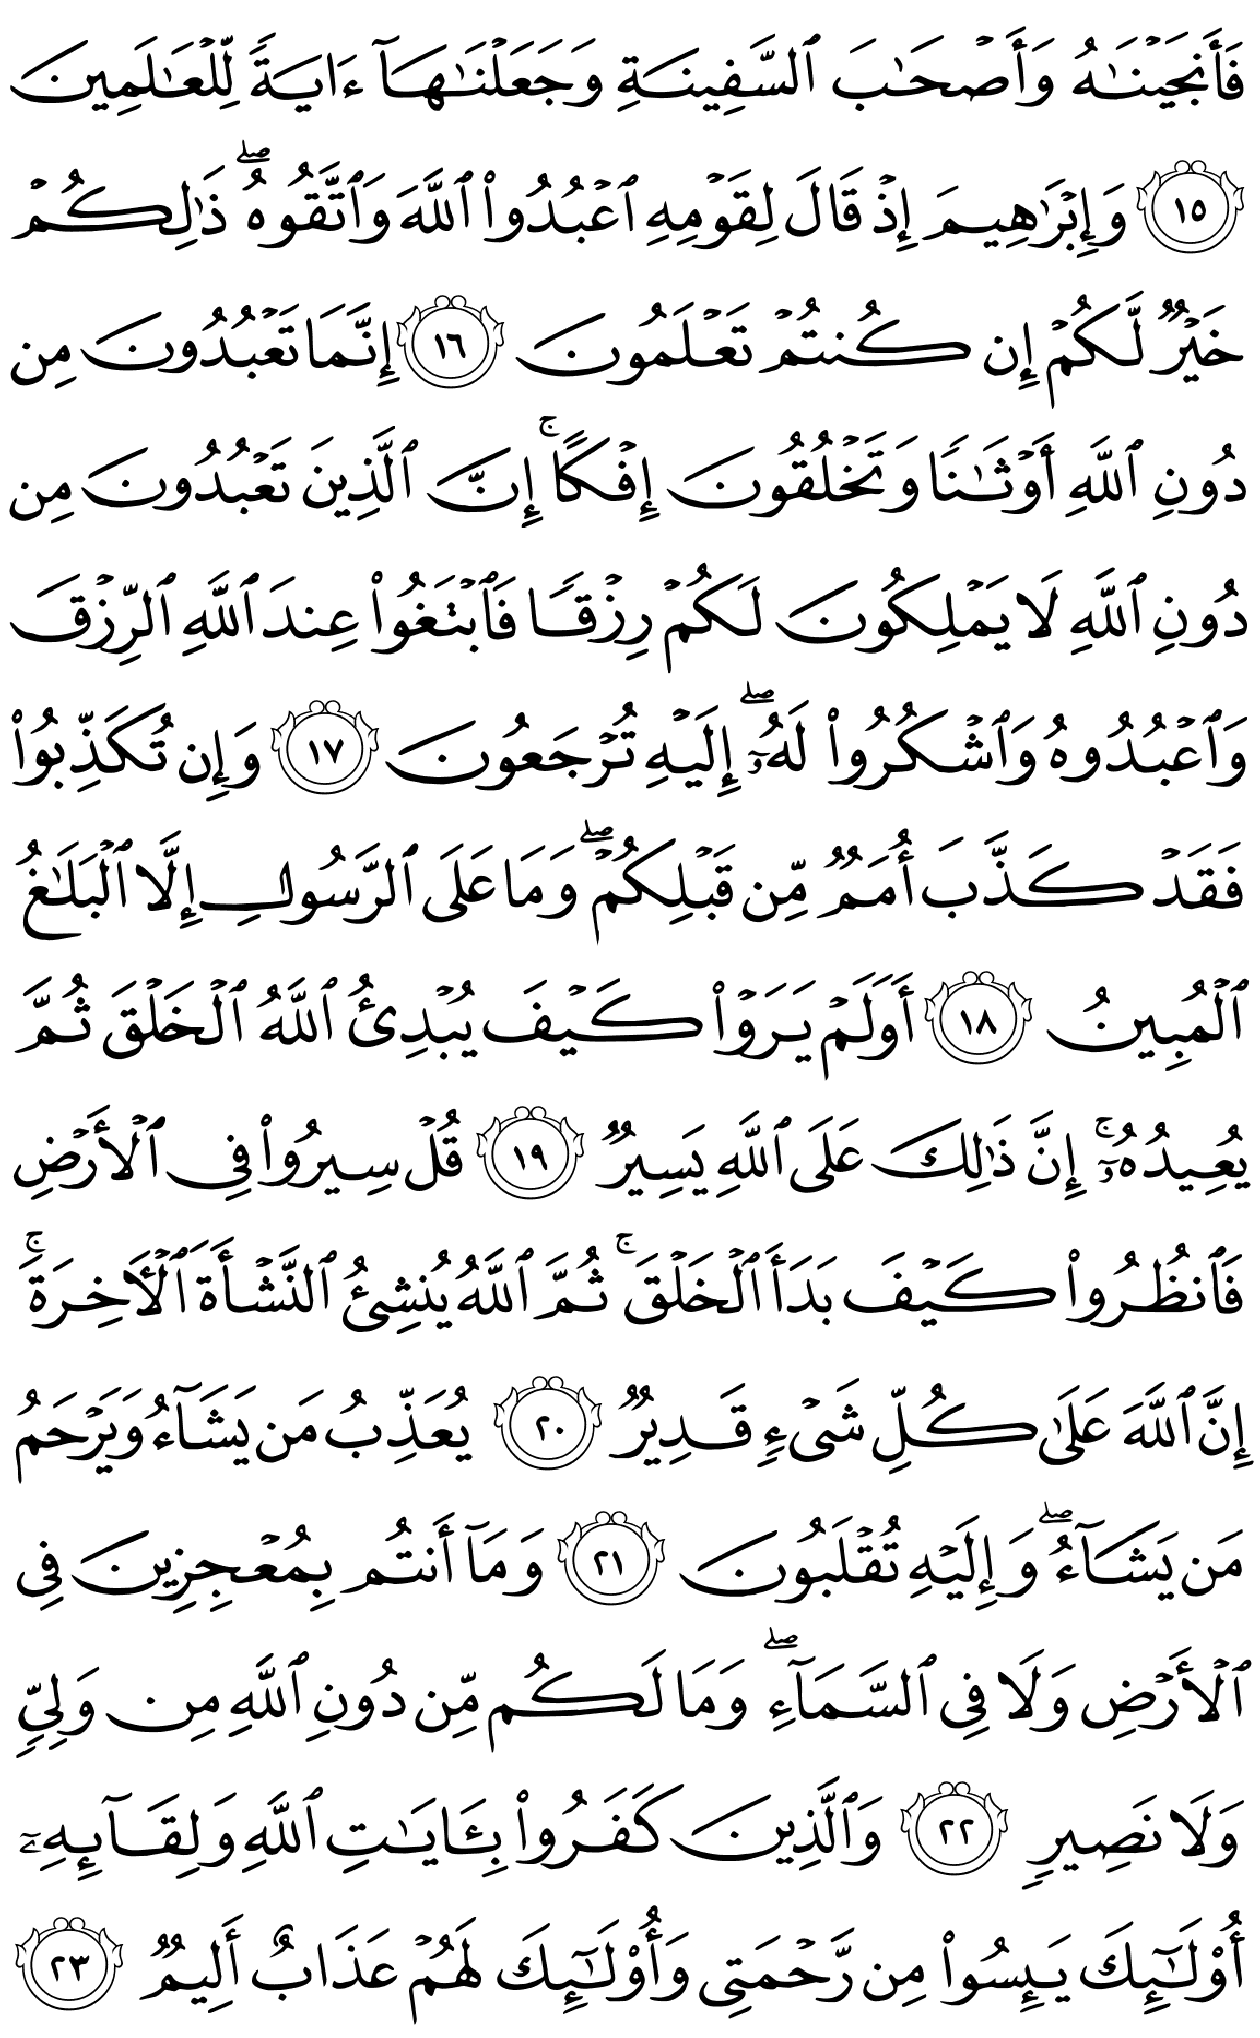 فَأَنجَيْنَـٰهُ وَأَصْحَـٰبَ ٱلسَّفِينَةِ وَجَعَلْنَـٰهَآ ءَايَةً لِّلْعَـٰلَمِينَ
١٥ وَإِبْرَٰهِيمَ إِذْ قَالَ لِقَوْمِهِ ٱعْبُدُوا۟ ٱللَّهَ وَٱتَّقُوهُ ۖ ذَٰلِكُمْ
خَيْرٌ لَّكُمْ إِن كُنتُمْ تَعْلَمُونَ ١٦ إِنَّمَا تَعْبُدُونَ مِن
دُونِ ٱللَّهِ أَوْثَـٰنًا وَتَخْلُقُونَ إِفْكًا ۚ إِنَّ ٱلَّذِينَ تَعْبُدُونَ مِن
دُونِ ٱللَّهِ لَا يَمْلِكُونَ لَكُمْ رِزْقًا فَٱبْتَغُوا۟ عِندَ ٱللَّهِ ٱلرِّزْقَ
وَٱعْبُدُوهُ وَٱشْكُرُوا۟ لَهُۥٓ ۖ إِلَيْهِ تُرْجَعُونَ ١٧ وَإِن تُكَذِّبُوا۟
فَقَدْ كَذَّبَ أُمَمٌ مِّن قَبْلِكُمْ ۖ وَمَا عَلَى ٱلرَّسُولِ إِلَّا ٱلْبَلَـٰغُ
ٱلْمُبِينُ ١٨ أَوَلَمْ يَرَوْا۟ كَيْفَ يُبْدِئُ ٱللَّهُ ٱلْخَلْقَ ثُمَّ
يُعِيدُهُۥٓ ۚ إِنَّ ذَٰلِكَ عَلَى ٱللَّهِ يَسِيرٌ ١٩ قُلْ سِيرُوا۟ فِى ٱلْأَرْضِ
فَٱنظُرُوا۟ كَيْفَ بَدَأَ ٱلْخَلْقَ ۚ ثُمَّ ٱللَّهُ يُنشِئُ ٱلنَّشْأَةَ ٱلْـَٔاخِرَةَ ۚ
إِنَّ ٱللَّهَ عَلَىٰ كُلِّ شَىْءٍ قَدِيرٌ ٢٠ يُعَذِّبُ مَن يَشَآءُ وَيَرْحَمُ
مَن يَشَآءُ ۖ وَإِلَيْهِ تُقْلَبُونَ ٢١ وَمَآ أَنتُم بِمُعْجِزِينَ فِى
ٱلْأَرْضِ وَلَا فِى ٱلسَّمَآءِ ۖ وَمَا لَكُم مِّن دُونِ ٱللَّهِ مِن وَلِىٍّ
وَلَا نَصِيرٍ ٢٢ وَٱلَّذِينَ كَفَرُوا۟ بِـَٔايَـٰتِ ٱللَّهِ وَلِقَآئِهِۦٓ
أُو۟لَـٰٓئِكَ يَئِسُوا۟ مِن رَّحْمَتِى وَأُو۟لَـٰٓئِكَ لَهُمْ عَذَابٌ أَلِيمٌ ٢٣